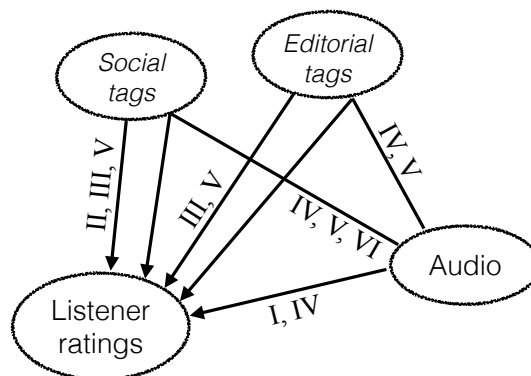 Social
tags
Editorial
tags
II, III, V
III, V
IV, V, VI
IV, V
Audio
I, IV
Listener
ratings